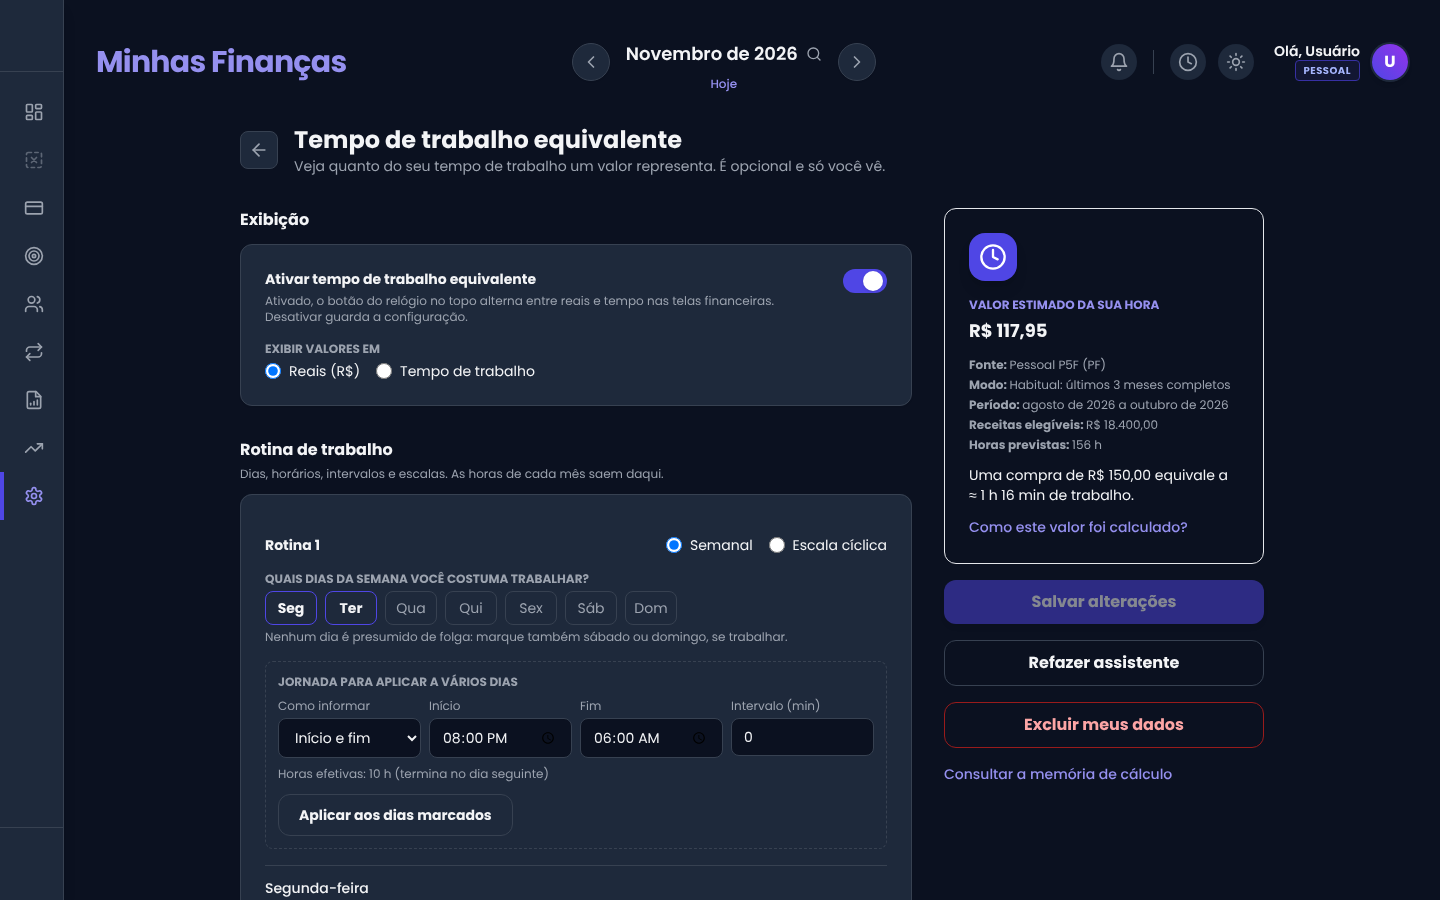 Minhas Finanças
Novembro de 2026
Hoje
Olá, Usuário
PESSOAL
U
Tempo de trabalho equivalente
Veja quanto do seu tempo de trabalho um valor representa. É opcional e só você vê.
Exibição
Ativar tempo de trabalho equivalente
Ativado, o botão do relógio no topo alterna entre reais e tempo nas telas financeiras.
Desativar guarda a configuração.
EXIBIR VALORES EM
Reais (R$) Tempo de trabalho
Rotina de trabalho
Dias, horários, intervalos e escalas. As horas de cada mês saem daqui.
Rotina 1 Semanal Escala cíclica
QUAIS DIAS DA SEMANA VOCÊ COSTUMA TRABALHAR?
Seg Ter Qua Qui Sex Sáb Dom
Nenhum dia é presumido de folga: marque também sábado ou domingo, se trabalhar.
JORNADA PARA APLICAR A VÁRIOS DIAS
Como informar Início Fim Intervalo (min)
Início e fim 08:00 PM 06:00 AM 0
Horas efetivas: 10 h (termina no dia seguinte)
Aplicar aos dias marcados
Segunda-feira
VALOR ESTIMADO DA SUA HORA
R$ 117,95
Fonte: Pessoal P5F (PF)
Modo: Habitual: últimos 3 meses completos
Período: agosto de 2026 a outubro de 2026
Receitas elegíveis: R$ 18.400,00
Horas previstas: 156 h
Uma compra de R$ 150,00 equivale a
≈ 1 h 16 min de trabalho.
Como este valor foi calculado?
Salvar alterações
Refazer assistente
Excluir meus dados
Consultar a memória de cálculo